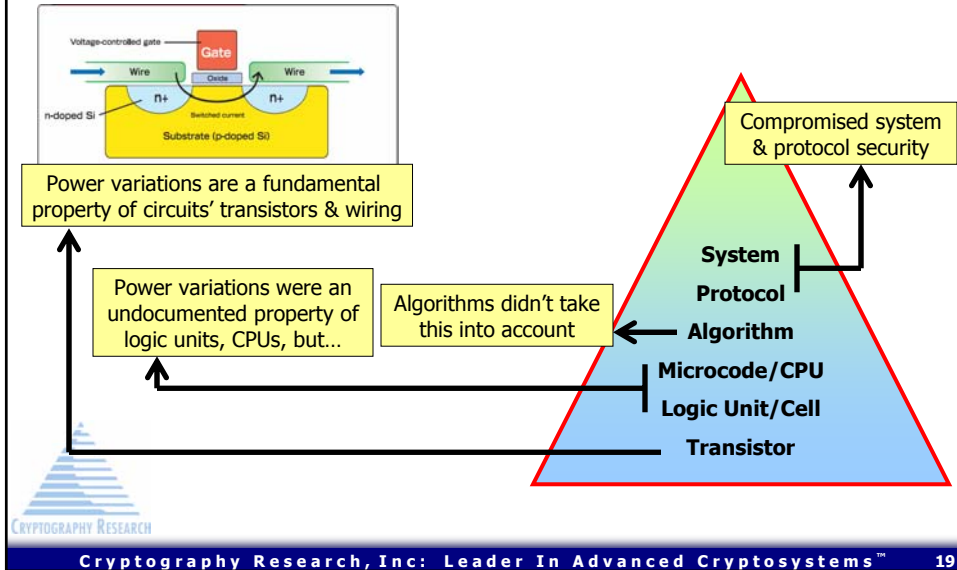 Voltage-controlled gate
Gate
Wire
Oxide
Wire
n+
n+
n-doped Si
Switched current
Substrate (p-doped Si)
Power variations are a fundamental
property of circuits' transistors & wiring
Compromised system
& protocol security
Power variations were an
undocumented property of
logic units, CPUs, but…
Algorithms didn't take
this into account
System
Protocol
Algorithm
Microcode/CPU
Logic Unit/Cell
Transistor
CRYPTOGRAPHY RESEARCH
Cryptography Research, Inc: Leader In Advanced Cryptosystems™ 19